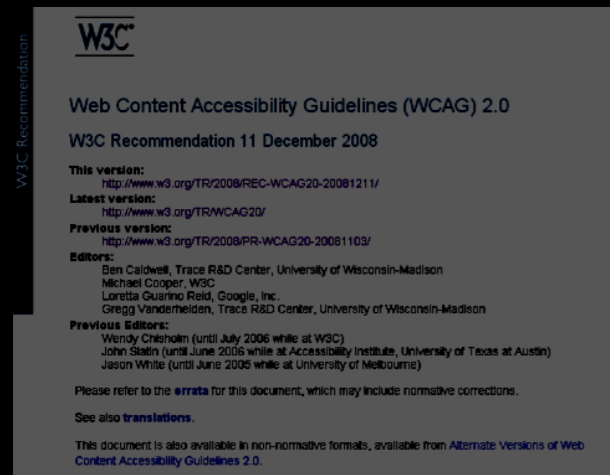 W3C Recommendation
W3C
Web Content Accessibility Guidelines (WCAG) 2.0
W3C Recommendation 11 December 2008
This version:
http://www.w3.org/TR/2008/REC-WCAG20-20081211/
Latest version:
http://www.w3.org/TR/WCAG20/
Previous version:
http://www.w3.org/TR/2008/PR-WCAG20-20081103/
Editors:
Ben Caldwell, Trace R&D Center, University of Wisconsin-Madison
Michael Cooper, W3C
Loretta Guarino Reid, Google, Inc.
Gregg Vanderheiden, Trace R&D Center, University of Wisconsin-Madison
Previous Editors:
Wendy Chisholm (until July 2006 while at W3C)
John Slatin (until June 2006 while at Accessibility Institute, University of Texas at Austin)
Jason White (until June 2005 while at University of Melbourne)
Please refer to the errata for this document, which may include normative corrections.
See also translations.
This document is also available in non-normative formats, available from Alternate Versions of Web
Content Accessibility Guidelines 2.0.